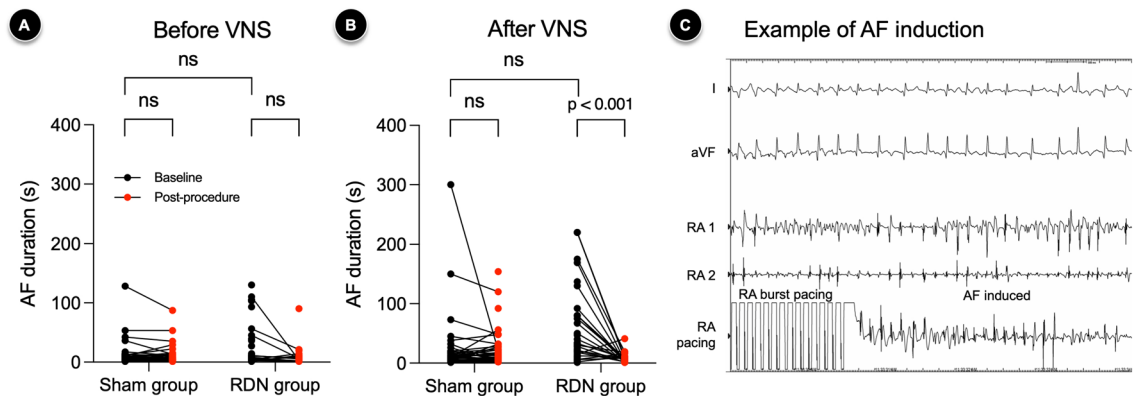 A
Before VNS
ns
ns
ns
400
300
200
100
0
AF duration (s)
Baseline
Post-procedure
Sham group
RDN group
B
After VNS
ns
ns
p < 0.001
400
300
200
100
0
AF duration (s)
Sham group
RDN group
C
Example of AF induction
I
aVF
RA 1
RA 2
RA burst pacing
AF induced
RA
pacing